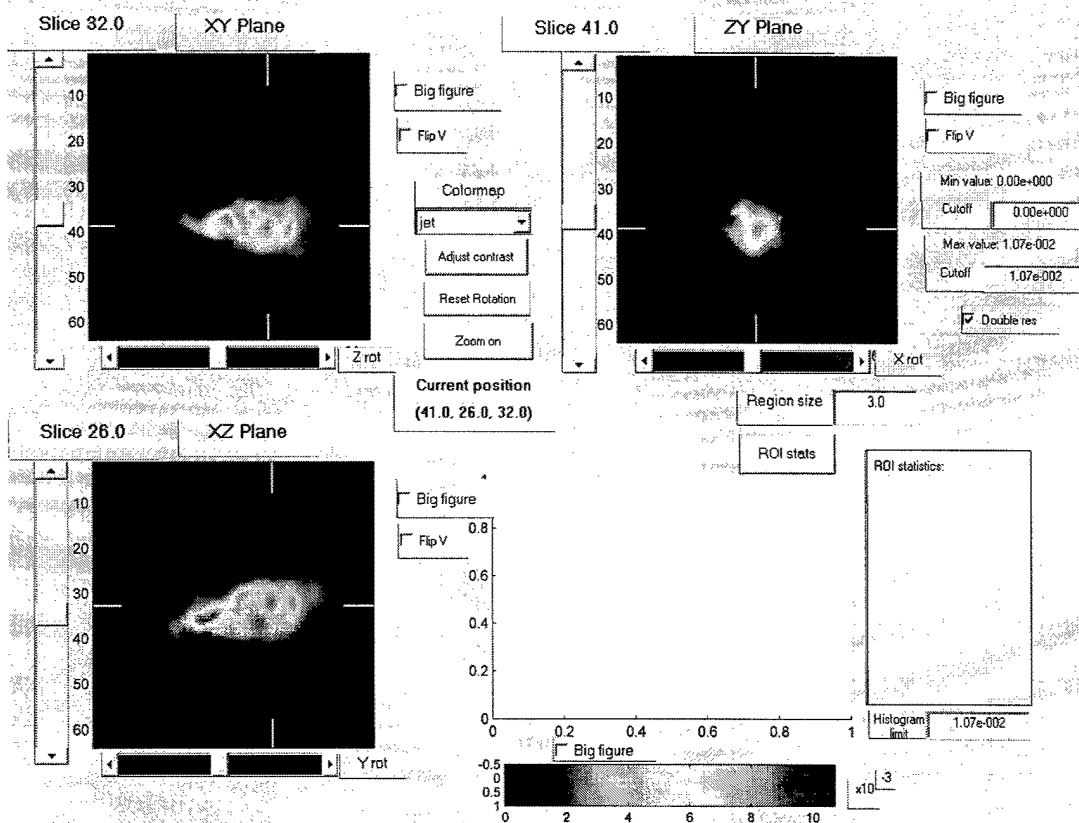 Slice 32.0
XY Plane
10
20
30
40
50
60
Z rot
Big figure
Flip V
Colormap
jet
Adjust contrast
Reset Rotation
Zoom on
Current position
(41.0, 26.0, 32.0)
Slice 41.0
ZY Plane
10
20
30
40
50
60
X rot
Big figure
Flip V
Min value: 0.00e+000
Cutoff 0.00e+000
Max value: 1.07e-002
Cutoff 1.07e-002
Double res
Region size 3.0
ROI stats
ROI statistics:
Histogram limit 1.07e-002
Slice 26.0
XZ Plane
10
20
30
40
50
60
Y rot
Big figure
Flip V
0.8
0.6
0.4
0.2
0
0 0.2 0.4 0.6 0.8 1
Big figure
-0.5
0
0.5
1
0 2 4 6 8 10
x10 -3